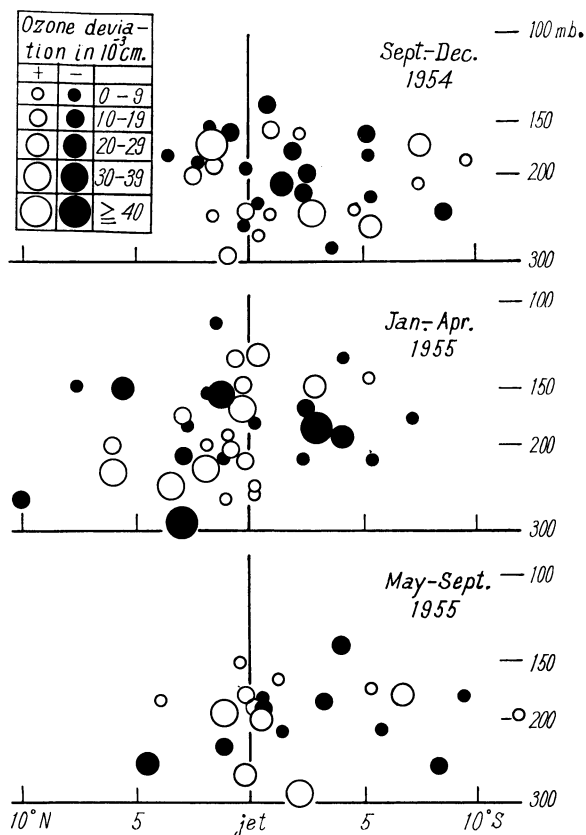 Ozone devia-
tion in 10⁻³cm.
+ −
0 – 9
10 – 19
20 – 29
30 – 39
≧ 40
100 mb.
Sept.-Dec.
1954
150
200
300
100
Jan.-Apr.
1955
150
200
300
100
May-Sept.
1955
150
200
300
10°N 5 jet 5 10°S